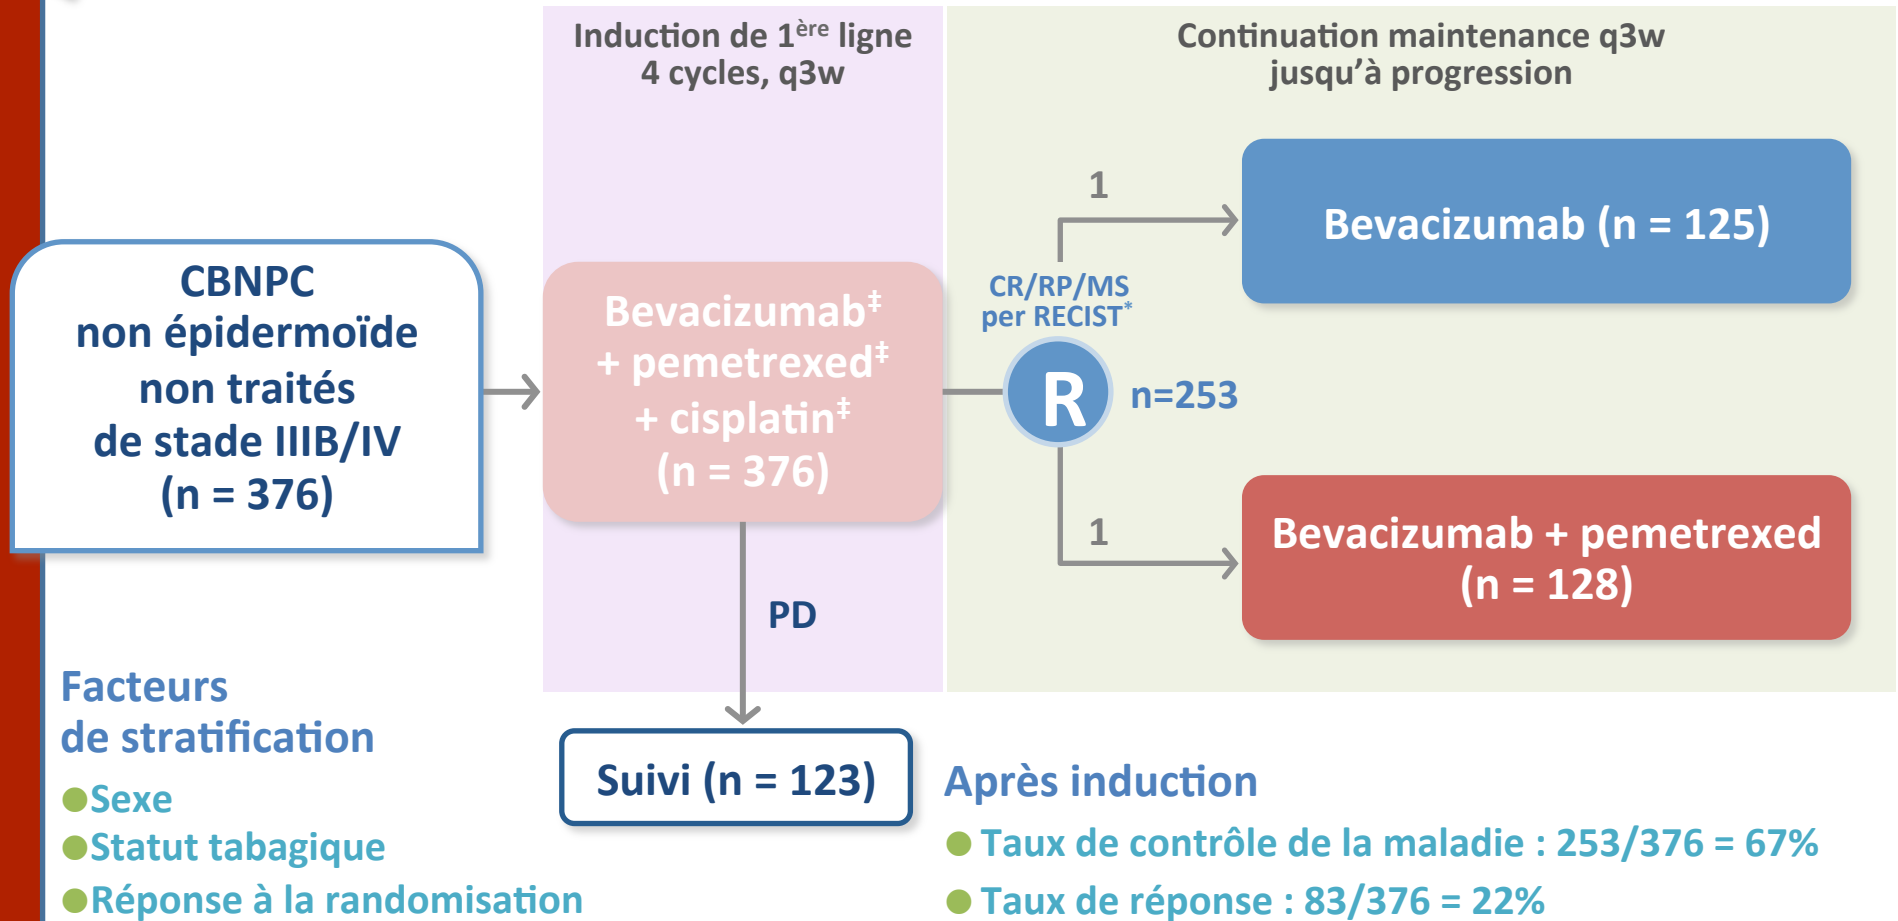 Induction de 1ère ligne
4 cycles, q3w
Continuation maintenance q3w
jusqu'à progression
CBNPC
non épidermoïde
non traités
de stade IIIB/IV
(n = 376)
Bevacizumab‡
+ pemetrexed‡
+ cisplatin‡
(n = 376)
CR/RP/MS
per RECIST*
R
n=253
1
Bevacizumab (n = 125)
1
Bevacizumab + pemetrexed
(n = 128)
PD
Suivi (n = 123)
Facteurs
de stratification
●Sexe
●Statut tabagique
●Réponse à la randomisation
Après induction
● Taux de contrôle de la maladie : 253/376 = 67%
● Taux de réponse : 83/376 = 22%